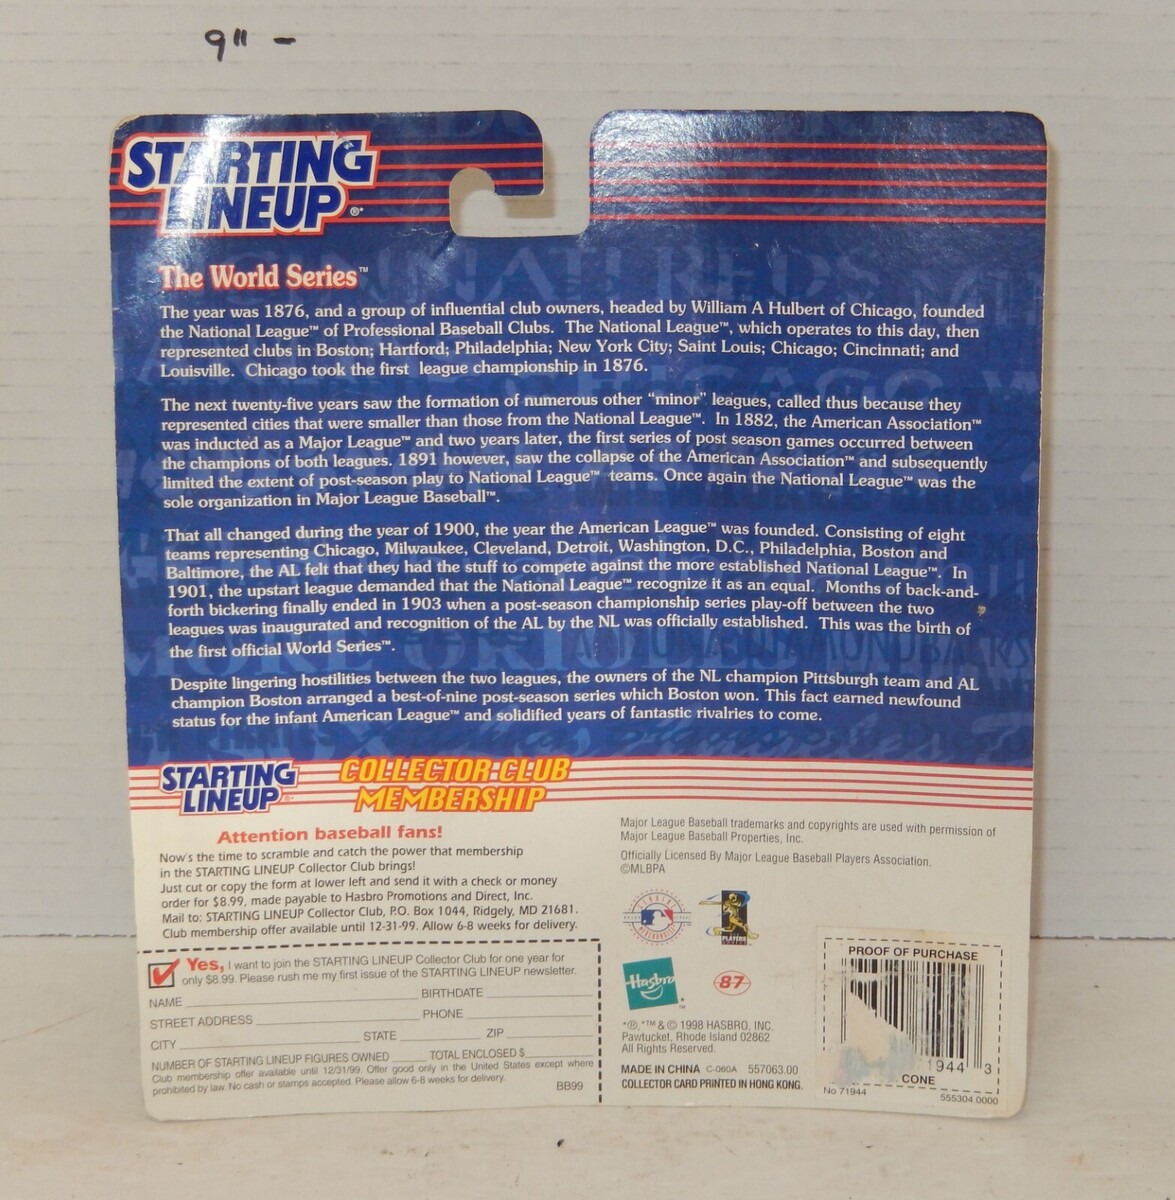 9" -
STARTING
LINEUP ®*
The World Series™
The year was 1876, and a group of influential club owners, headed by William A Hulbert of Chicago, founded
the National League™ of Professional Baseball Clubs. The National League™, which operates to this day, then
represented clubs in Boston; Hartford; Philadelphia; New York City; Saint Louis; Chicago; Cincinnati; and
Louisville. Chicago took the first league championship in 1876.
The next twenty-five years saw the formation of numerous other "minor" leagues, called thus because they
represented cities that were smaller than those from the National League™. In 1882, the American Association™
was inducted as a Major League™ and two years later, the first series of post season games occurred between
the champions of both leagues. 1891 however, saw the collapse of the American Association™ and subsequently
limited the extent of post-season play to National League™ teams. Once again the National League™ was the
sole organization in Major League Baseball™.
That all changed during the year of 1900, the year the American League™ was founded. Consisting of eight
teams representing Chicago, Milwaukee, Cleveland, Detroit, Washington, D.C., Philadelphia, Boston and
Baltimore, the AL felt that they had the stuff to compete against the more established National League™. In
1901, the upstart league demanded that the National League™ recognize it as an equal. Months of back-and-
forth bickering finally ended in 1903 when a post-season championship series play-off between the two
leagues was inaugurated and recognition of the AL by the NL was officially established. This was the birth of
the first official World Series™.
Despite lingering hostilities between the two leagues, the owners of the NL champion Pittsburgh team and AL
champion Boston arranged a best-of-nine post-season series which Boston won. This fact earned newfound
status for the infant American League™ and solidified years of fantastic rivalries to come.
STARTING
LINEUP
COLLECTOR CLUB
MEMBERSHIP
Attention baseball fans!
Now's the time to scramble and catch the power that membership
in the STARTING LINEUP Collector Club brings!
Just cut or copy the form at lower left and send it with a check or money
order for $8.99, made payable to Hasbro Promotions and Direct, Inc.
Mail to: STARTING LINEUP Collector Club, P.O. Box 1044, Ridgely, MD 21681.
Club membership offer available until 12-31-99. Allow 6-8 weeks for delivery.
Yes, I want to join the STARTING LINEUP Collector Club for one year for
only $8.99. Please rush me my first issue of the STARTING LINEUP newsletter.
NAME BIRTHDATE
STREET ADDRESS PHONE
CITY STATE ZIP
NUMBER OF STARTING LINEUP FIGURES OWNED TOTAL ENCLOSED $
Club membership offer available until 12/31/99. Offer good only in the United States except where
prohibited by law. No cash or stamps accepted. Please allow 6-8 weeks for delivery.
BB99
Major League Baseball trademarks and copyrights are used with permission of
Major League Baseball Properties, Inc.
Officially Licensed By Major League Baseball Players Association.
©MLBPA
PLAYERS
Hasbro
87
*®,*™ & © 1998 HASBRO, INC.
Pawtucket, Rhode Island 02862
All Rights Reserved.
MADE IN CHINA C-060A 557063.00
COLLECTOR CARD PRINTED IN HONG KONG.
PROOF OF PURCHASE
1944 3
CONE
No 71944
555304.0000